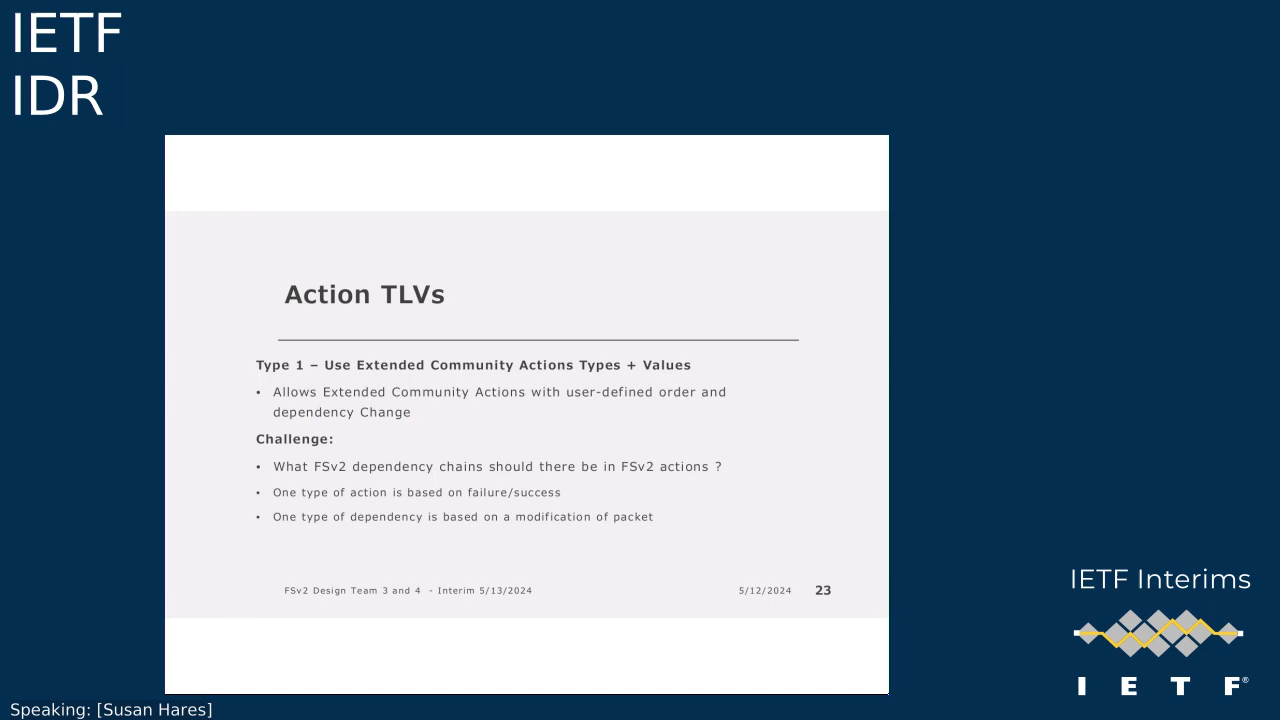 IETF
IDR
Action TLVs
Type 1 – Use Extended Community Actions Types + Values
• Allows Extended Community Actions with user-defined order and
dependency Change
Challenge:
• What FSv2 dependency chains should there be in FSv2 actions ?
• One type of action is based on failure/success
• One type of dependency is based on a modification of packet
FSv2 Design Team 3 and 4 - Interim 5/13/2024
5/12/2024
23
IETF Interims
I E T F®
Speaking: [Susan Hares]